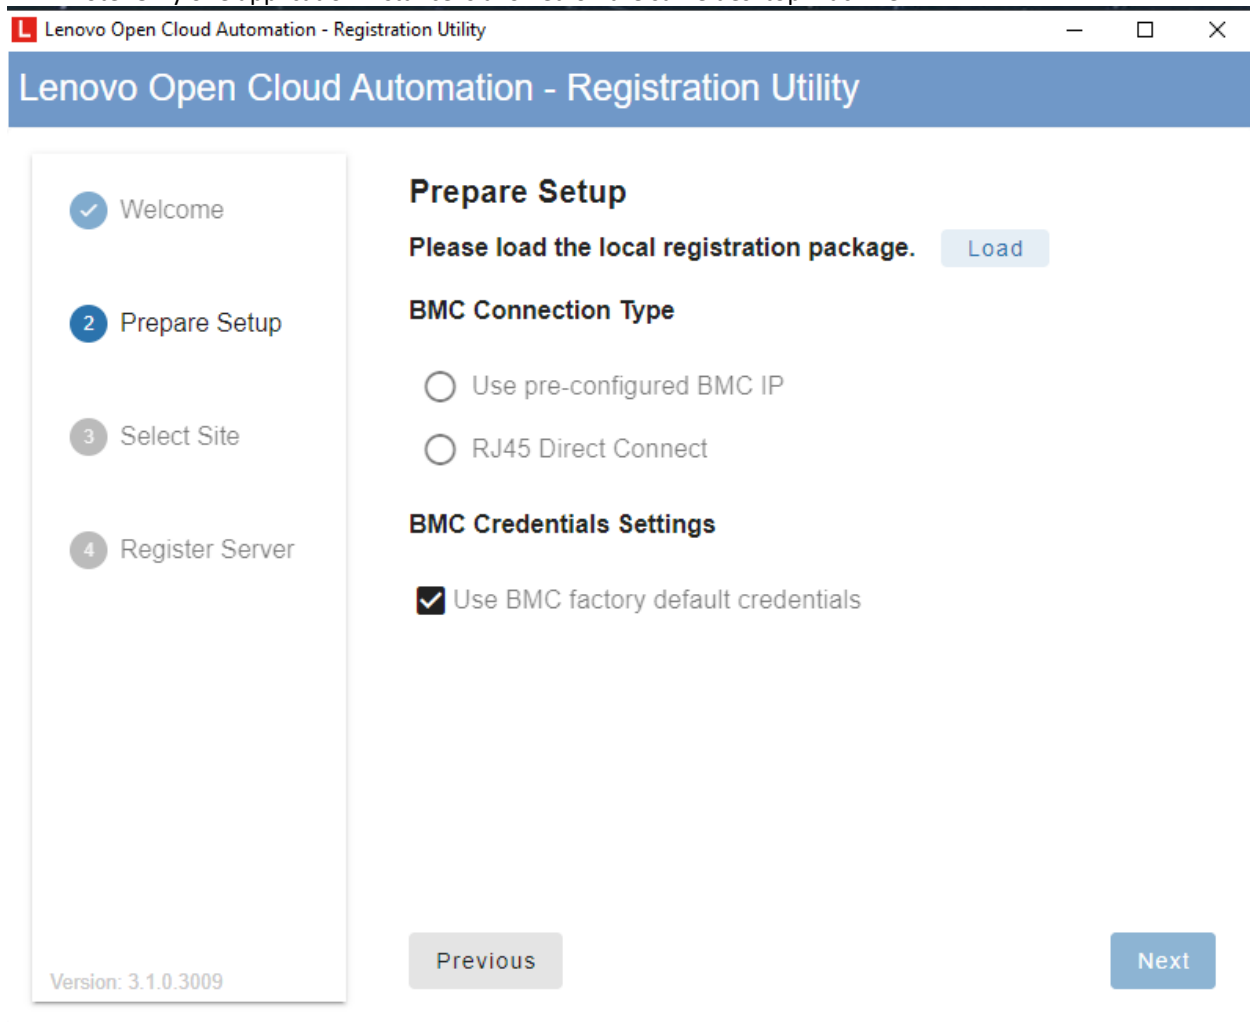 Lenovo Open Cloud Automation - Registration Utility
Lenovo Open Cloud Automation - Registration Utility
Welcome
2 Prepare Setup
3 Select Site
4 Register Server
Version: 3.1.0.3009
Prepare Setup
Please load the local registration package. Load
BMC Connection Type
Use pre-configured BMC IP
RJ45 Direct Connect
BMC Credentials Settings
Use BMC factory default credentials
Previous
Next